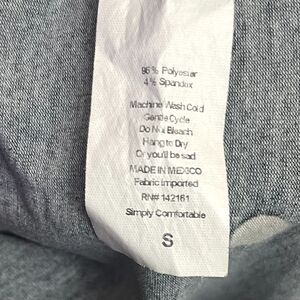 96% Polyester
4% Spandex
Machine Wash Cold
Gentle Cycle
Do Not Bleach
Hang to Dry
Or you'll be sad
MADE IN MEXICO
Fabric Imported
RN# 142161
Simply Comfortable
S